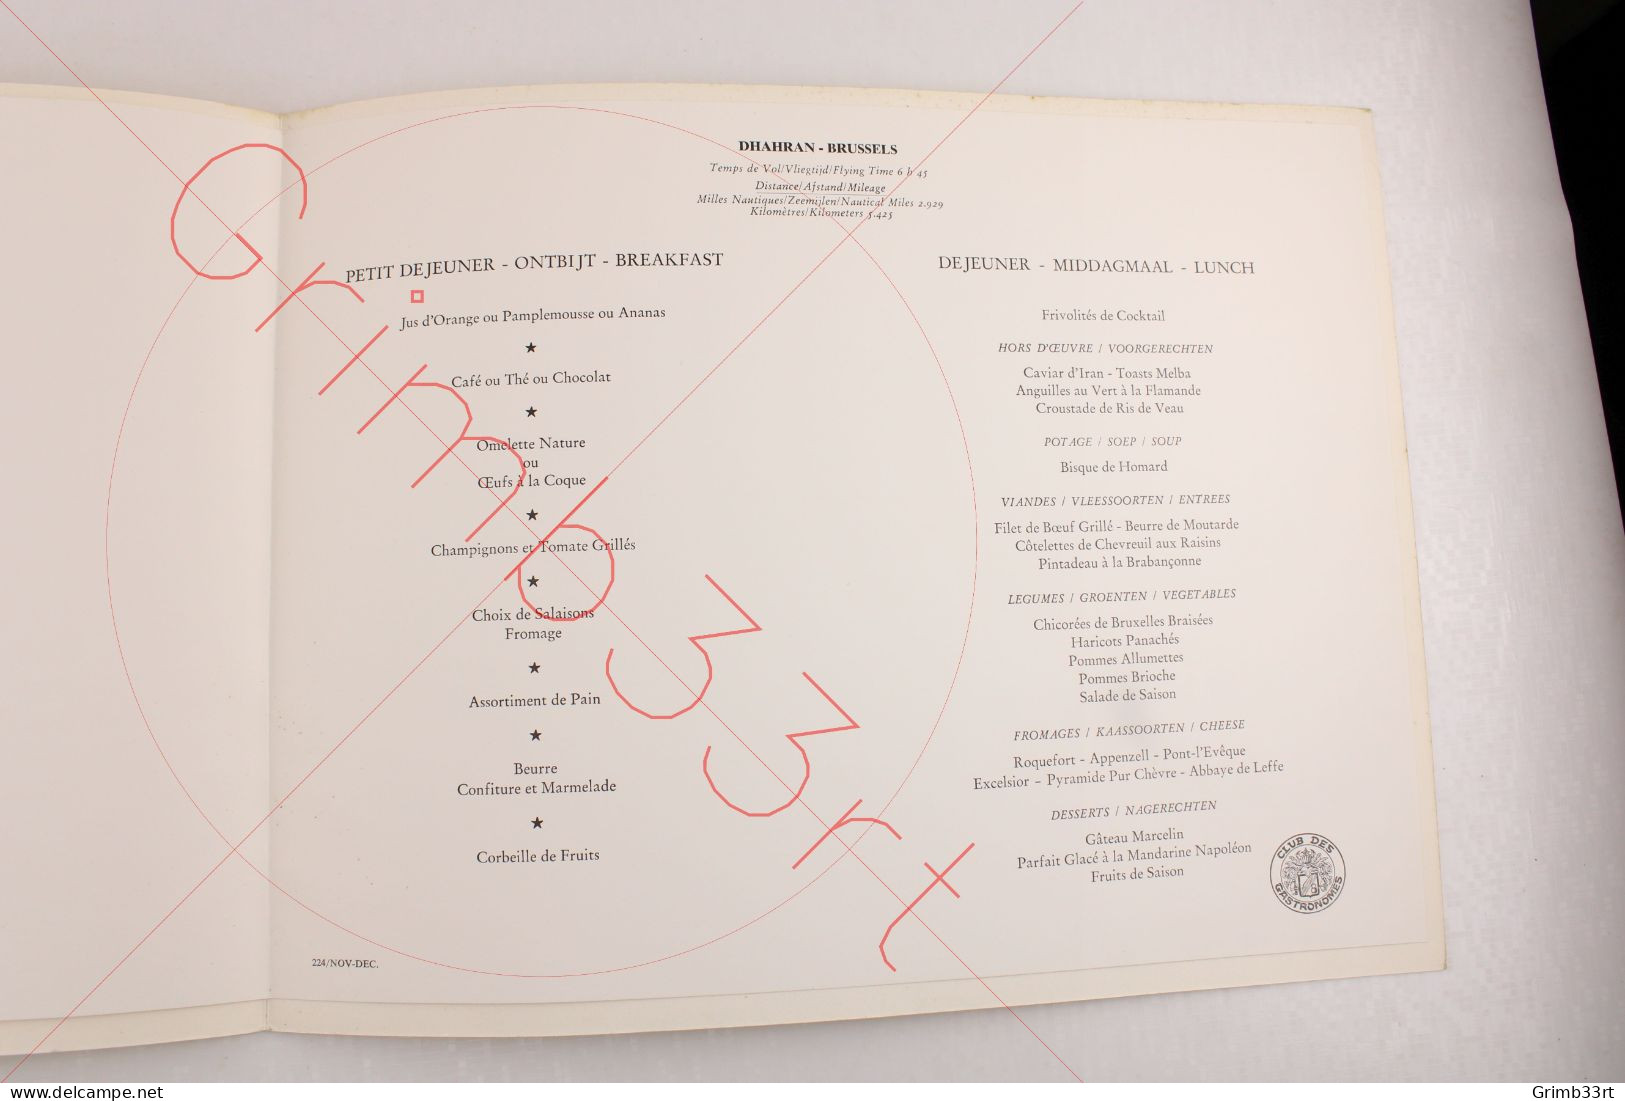 DHAHRAN - BRUSSELS
Temps de Vol/Vliegtijd/Flying Time 6 h 45
Distance/Afstand/Mileage
Milles Nautiques/Zeemijlen/Nautical Miles 2.929
Kilomètres/Kilometers 5.425
PETIT DEJEUNER - ONTBIJT - BREAKFAST
Jus d'Orange ou Pamplemousse ou Ananas
★
Café ou Thé ou Chocolat
★
Omelette Nature
ou
Œufs à la Coque
★
Champignons et Tomate Grillés
★
Choix de Salaisons
Fromage
★
Assortiment de Pain
★
Beurre
Confiture et Marmelade
★
Corbeille de Fruits
224/NOV-DEC.
DEJEUNER - MIDDAGMAAL - LUNCH
Frivolités de Cocktail
HORS D'ŒUVRE / VOORGERECHTEN
Caviar d'Iran - Toasts Melba
Anguilles au Vert à la Flamande
Croustade de Ris de Veau
POTAGE / SOEP / SOUP
Bisque de Homard
VIANDES / VLEESSOORTEN / ENTREES
Filet de Bœuf Grillé - Beurre de Moutarde
Côtelettes de Chevreuil aux Raisins
Pintadeau à la Brabançonne
LEGUMES / GROENTEN / VEGETABLES
Chicorées de Bruxelles Braisées
Haricots Panachés
Pommes Allumettes
Pommes Brioche
Salade de Saison
FROMAGES / KAASSOORTEN / CHEESE
Roquefort - Appenzell - Pont-l'Evêque
Excelsior - Pyramide Pur Chèvre - Abbaye de Leffe
DESSERTS / NAGERECHTEN
Gâteau Marcelin
Parfait Glacé à la Mandarine Napoléon
Fruits de Saison
CLUB DES
GASTRONOMES
Grimb33rt
www.delcampe.net
Grimb33rt